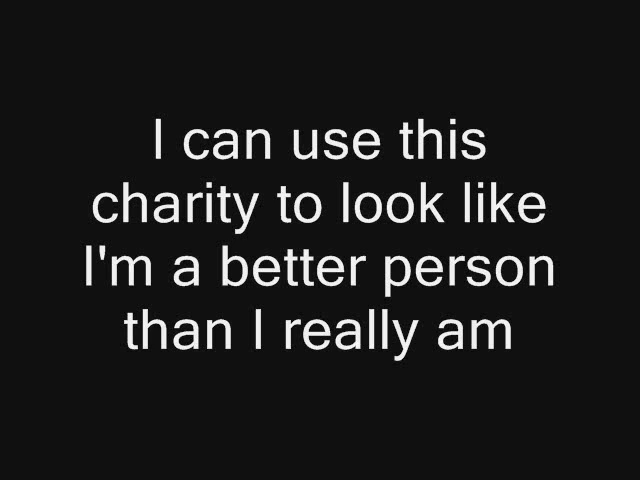 I can use this
charity to look like
I'm a better person
than I really am